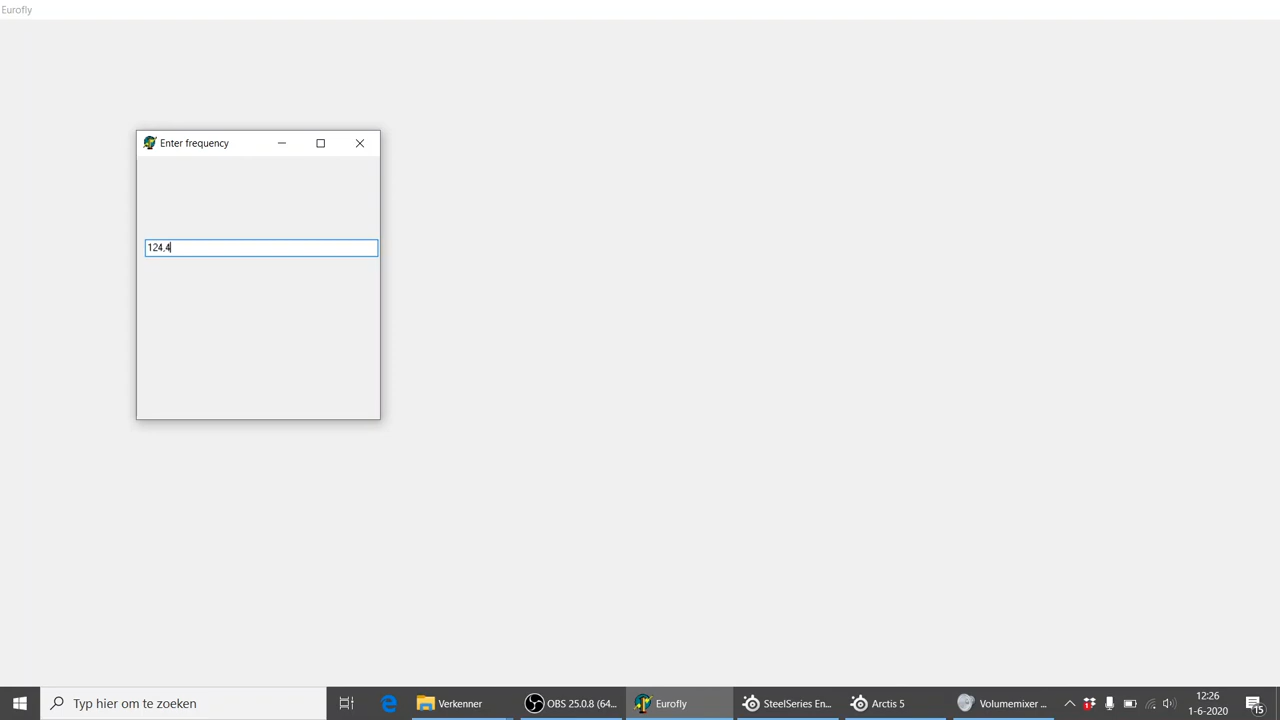 Eurofly
Enter frequency
124.4
Typ hier om te zoeken
Verkenner
OBS 25.0.8 (64...
Eurofly
SteelSeries En...
Arctis 5
Volumemixer ...
12:26
1-6-2020
15